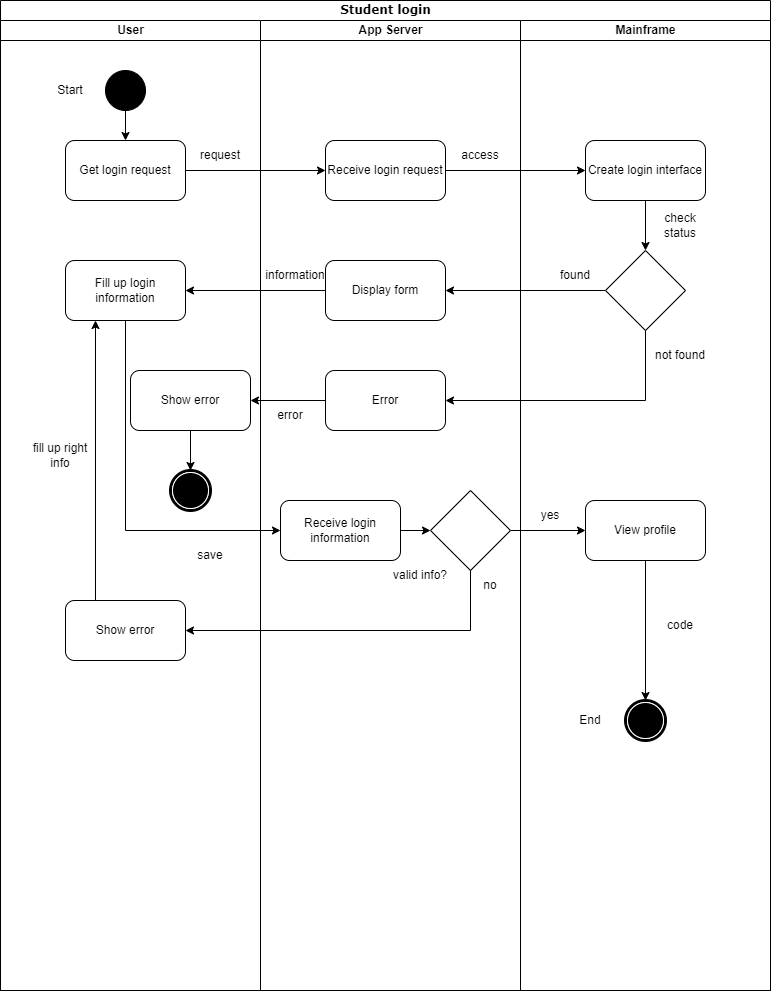 Student login
User
App Server
Mainframe
Start
Get login request
request
Receive login request
access
Create login interface
check
status
Fill up login
information
information
Display form
found
not found
Show error
error
Error
fill up right
info
save
Receive login
information
valid info?
yes
no
View profile
Show error
code
End